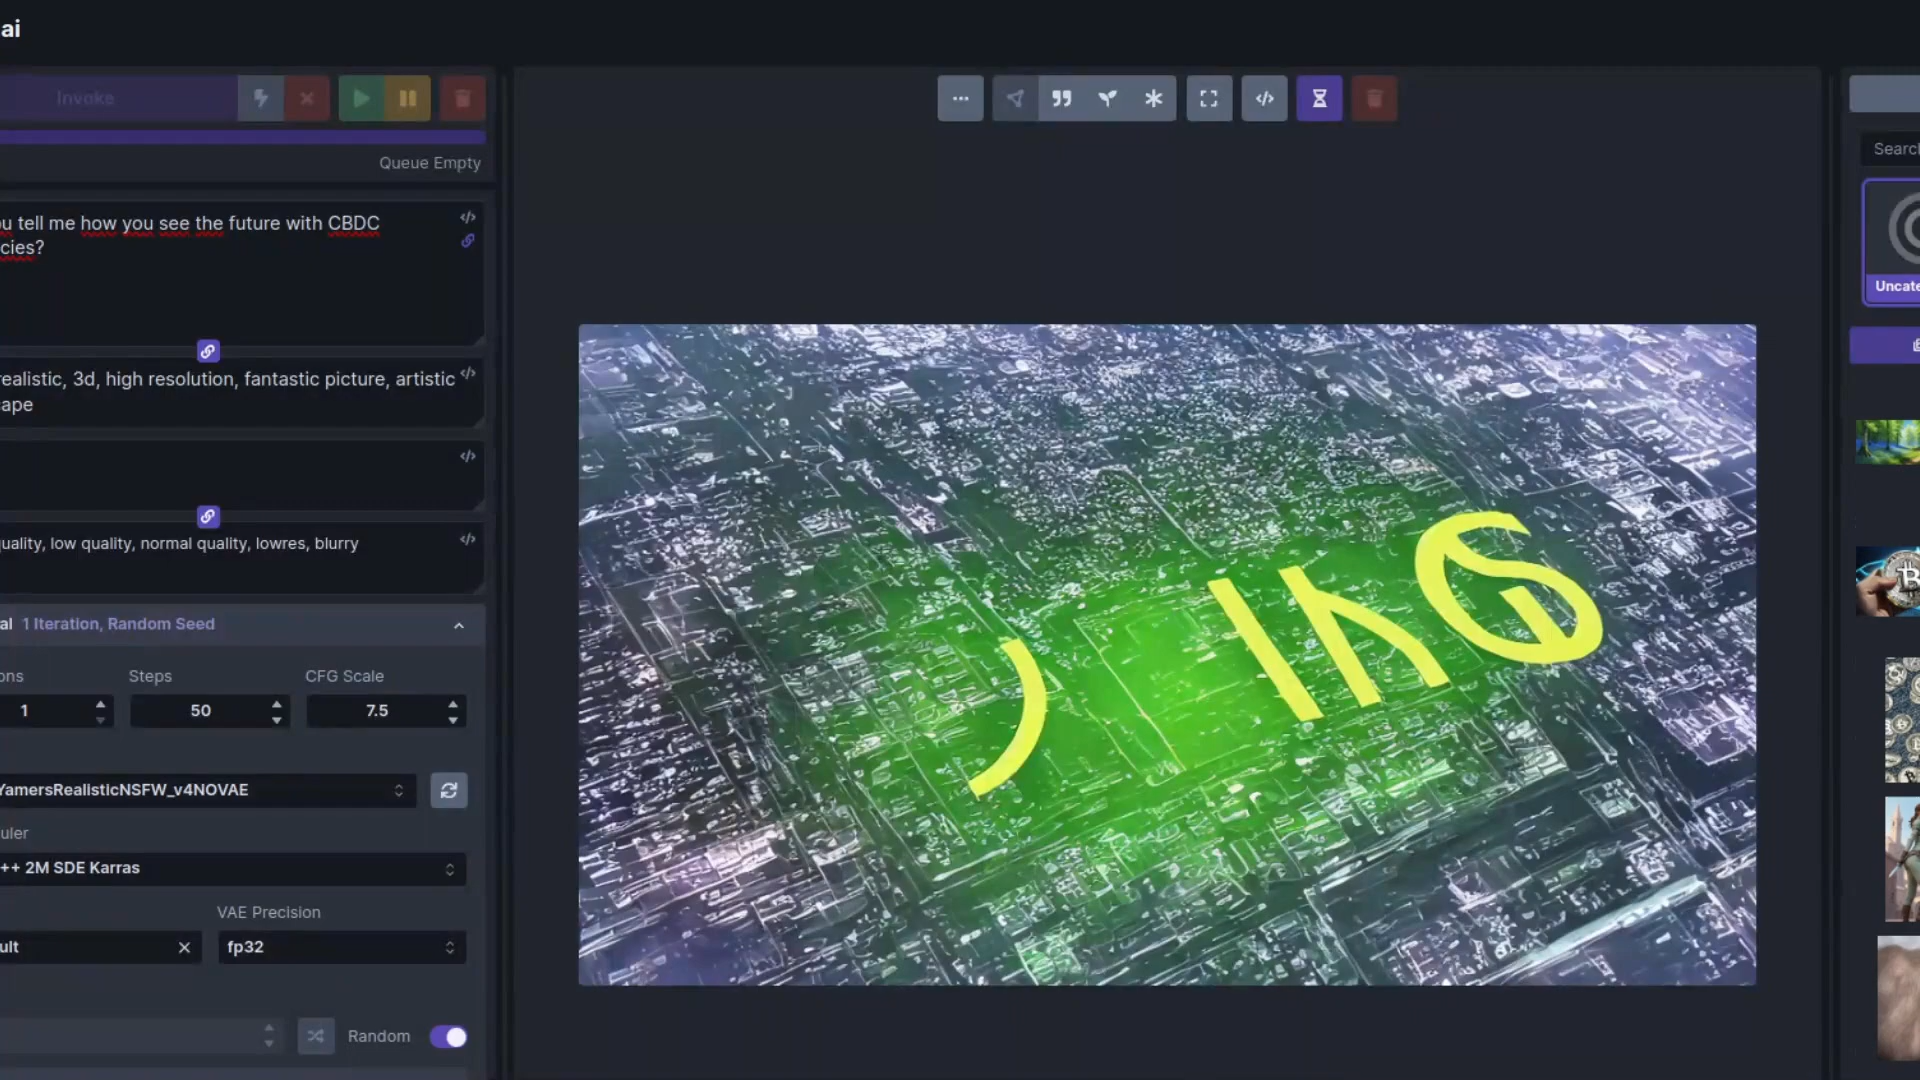 ai
Invoke
Queue Empty
u tell me how you see the future with CBDC
cies?
realistic, 3d, high resolution, fantastic picture, artistic
ape
uality, low quality, normal quality, lowres, blurry
al 1 Iteration, Random Seed
ons Steps CFG Scale
1 50 7.5
YamersRealisticNSFW_v4NOVAE
uler
++ 2M SDE Karras
VAE Precision
ult fp32
Random
Search
Uncate